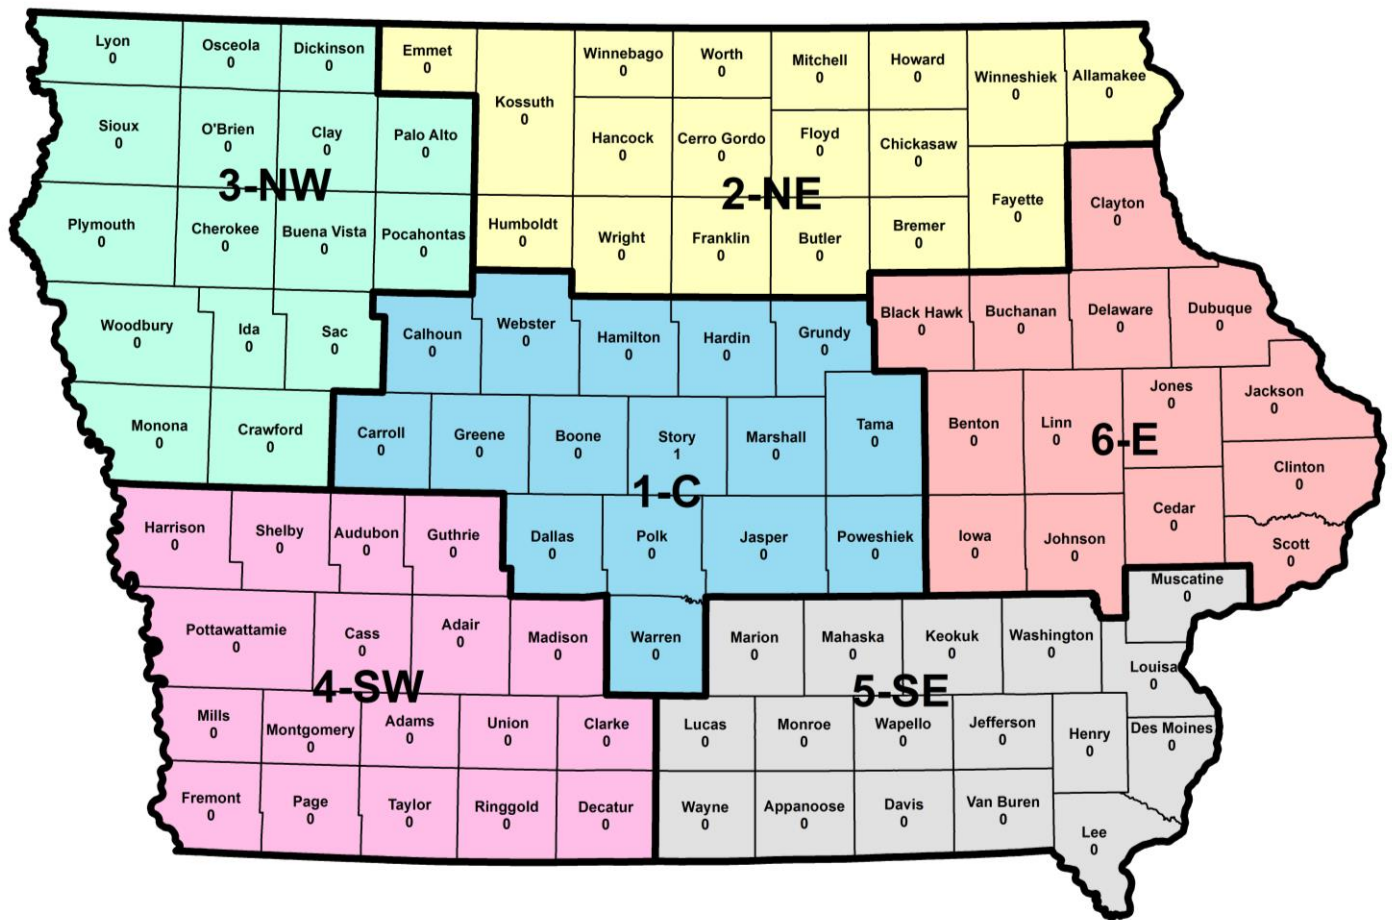 Lyon
0
Osceola
0
Dickinson
0
Emmet
0
Kossuth
0
Winnebago
0
Worth
0
Mitchell
0
Howard
0
Winneshiek
0
Allamakee
0
Sioux
0
O'Brien
0
Clay
0
Palo Alto
0
Hancock
0
Cerro Gordo
0
Floyd
0
Chickasaw
0
3-NW
2-NE
Plymouth
0
Cherokee
0
Buena Vista
0
Pocahontas
0
Humboldt
0
Wright
0
Franklin
0
Butler
0
Bremer
0
Fayette
0
Clayton
0
Woodbury
0
Ida
0
Sac
0
Calhoun
0
Webster
0
Hamilton
0
Hardin
0
Grundy
0
Black Hawk
0
Buchanan
0
Delaware
0
Dubuque
0
Monona
0
Crawford
0
Carroll
0
Greene
0
Boone
0
Story
1
Marshall
0
Tama
0
Benton
0
Linn
0
Jones
0
Jackson
0
6-E
1-C
Clinton
0
Harrison
0
Shelby
0
Audubon
0
Guthrie
0
Dallas
0
Polk
0
Jasper
0
Poweshiek
0
Iowa
0
Johnson
0
Cedar
0
Scott
0
Muscatine
0
Pottawattamie
0
Cass
0
Adair
0
Madison
0
Warren
0
Marion
0
Mahaska
0
Keokuk
0
Washington
0
Louisa
0
4-SW
5-SE
Mills
0
Montgomery
0
Adams
0
Union
0
Clarke
0
Lucas
0
Monroe
0
Wapello
0
Jefferson
0
Henry
0
Des Moines
0
Fremont
0
Page
0
Taylor
0
Ringgold
0
Decatur
0
Wayne
0
Appanoose
0
Davis
0
Van Buren
0
Lee
0